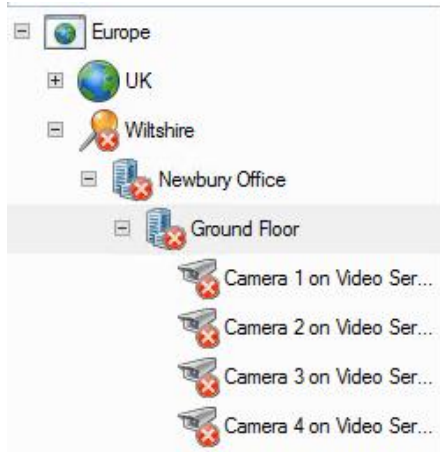 Europe
UK
Wiltshire
Newbury Office
Ground Floor
Camera 1 on Video Ser...
Camera 2 on Video Ser...
Camera 3 on Video Ser...
Camera 4 on Video Ser...